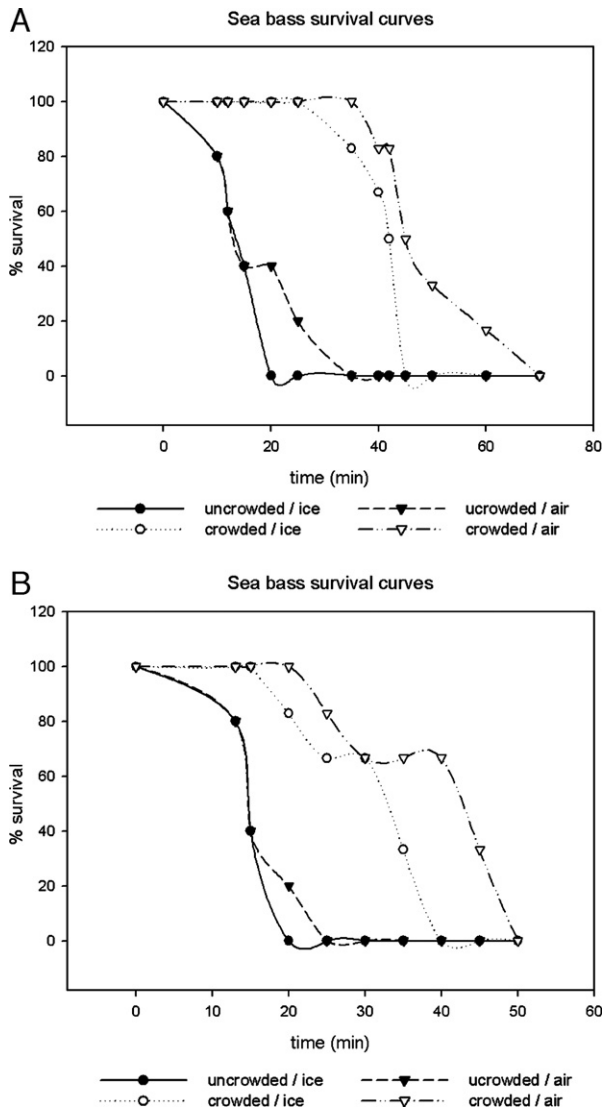 A
Sea bass survival curves
120
100
80
60
40
20
0
% survival
0 20 40 60 80
time (min)
uncrowded / ice ucrowded / air
crowded / ice crowded / air
B
Sea bass survival curves
120
100
80
60
40
20
0
% survival
0 10 20 30 40 50 60
time (min)
uncrowded / ice ucrowded / air
crowded / ice crowded / air